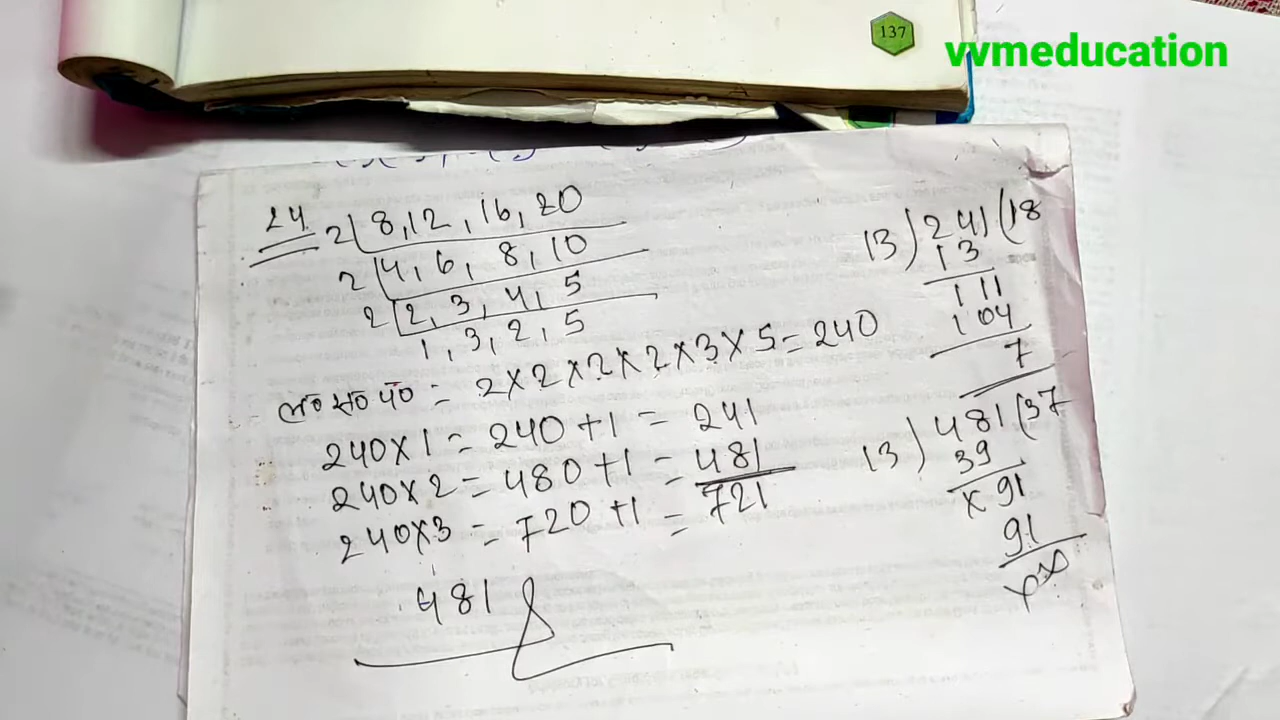 137
vvmeducation
24
2 8, 12, 16, 20
2 4, 6, 8, 10
2 2, 3, 4, 5
1, 3, 2, 5
ल० स० प० = 2×2×2×2×3×5=240
240×1 = 240+1 = 241
240×2 = 480+1 = 481
240×3 = 720+1 = 721
481
13)241(18
13
111
104
7
13)481(37
39
×91
91
××